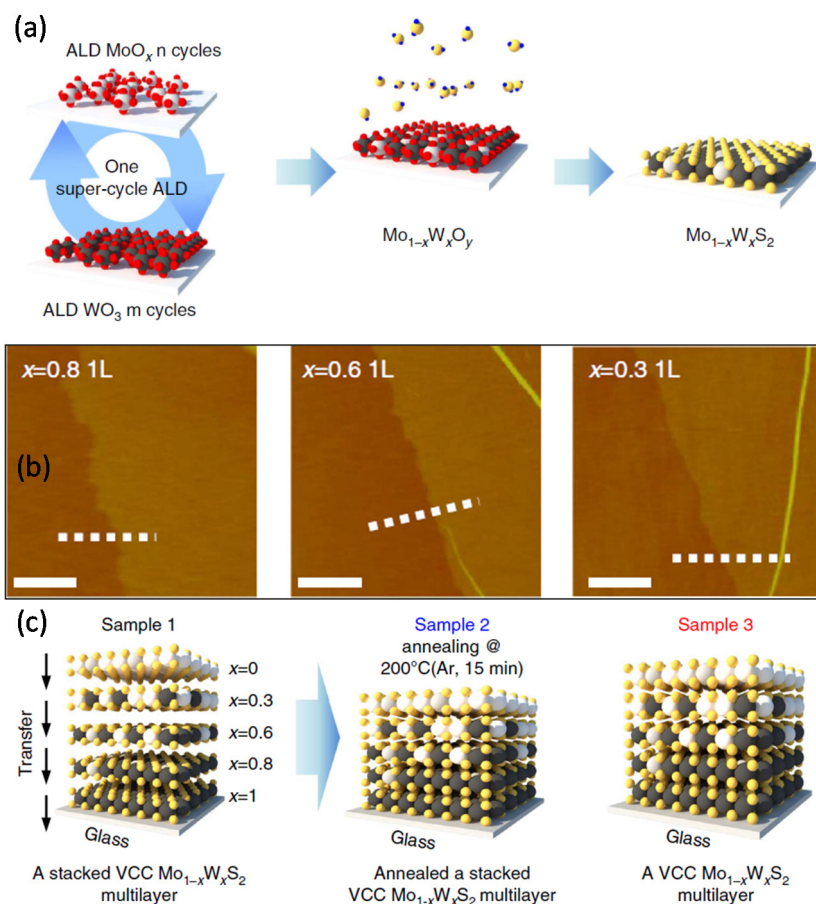 (a)
ALD MoOₓ n cycles
One
super-cycle ALD
ALD WO₃ m cycles
Mo₁₋ₓWₓOᵧ
Mo₁₋ₓWₓS₂
(b)
x=0.8 1L
x=0.6 1L
x=0.3 1L
(c)
Sample 1
Transfer
x=0
x=0.3
x=0.6
x=0.8
x=1
Glass
A stacked VCC Mo₁₋ₓWₓS₂
multilayer
Sample 2
annealing @
200°C(Ar, 15 min)
Glass
Annealed a stacked
VCC Mo₁₋ₓWₓS₂ multilayer
Sample 3
Glass
A VCC Mo₁₋ₓWₓS₂
multilayer